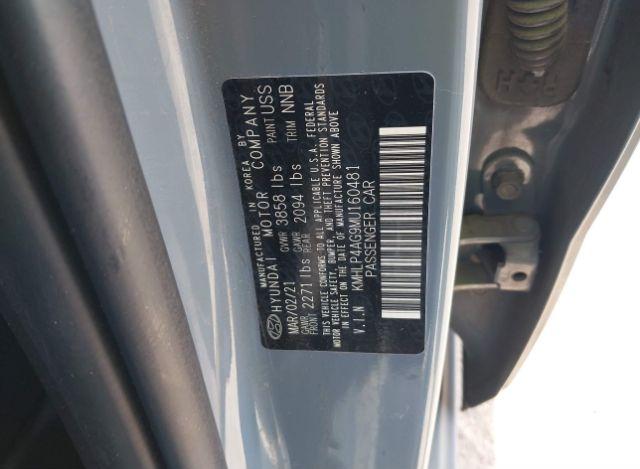 MANUFACTURED IN KOREA BY
HYUNDAI MOTOR COMPANY
MAR/02/21 GVWR 3858 lbs PAINT USS
GAWR FRONT 2271 lbs GAWR REAR 2094 lbs TRIM NNB
THIS VEHICLE CONFORMS TO ALL APPLICABLE U.S.A. FEDERAL
MOTOR VEHICLE SAFETY, BUMPER, AND THEFT PREVENTION STANDARDS
IN EFFECT ON THE DATE OF MANUFACTURE SHOWN ABOVE
V.I.N KMHLP4AG9MU160481
PASSENGER CAR